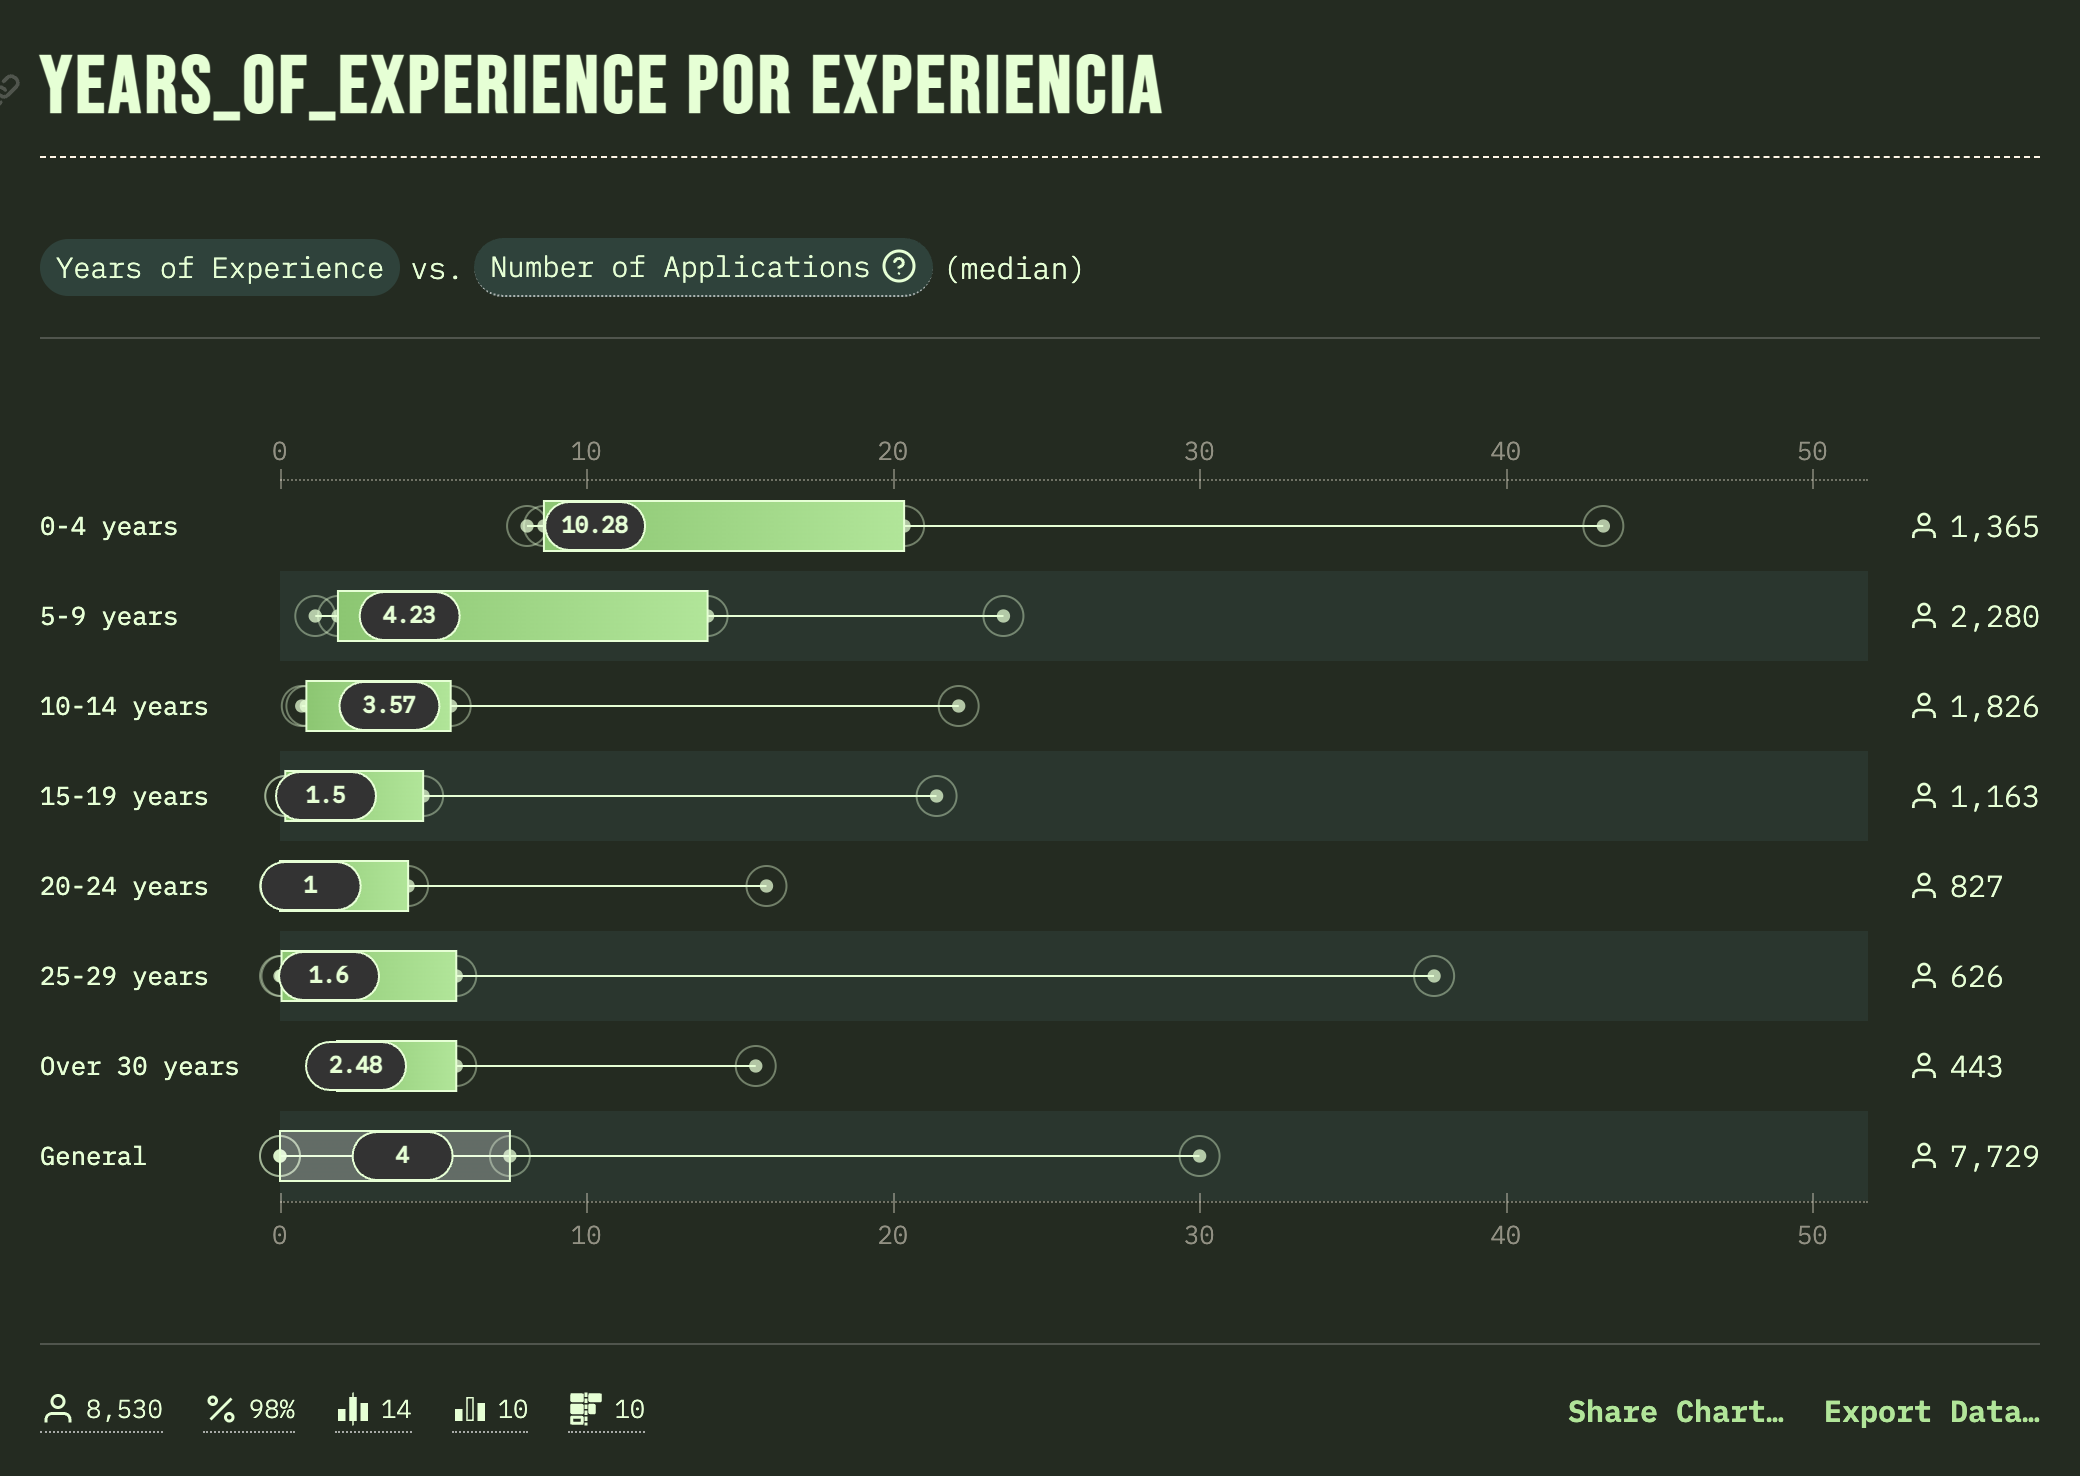 YEARS_OF_EXPERIENCE POR EXPERIENCIA
Years of Experience vs. Number of Applications ? (median)
0 10 20 30 40 50
0-4 years 10.28 1,365
5-9 years 4.23 2,280
10-14 years 3.57 1,826
15-19 years 1.5 1,163
20-24 years 1 827
25-29 years 1.6 626
Over 30 years 2.48 443
General 4 7,729
0 10 20 30 40 50
8,530 98% 14 10 10 Share Chart… Export Data…